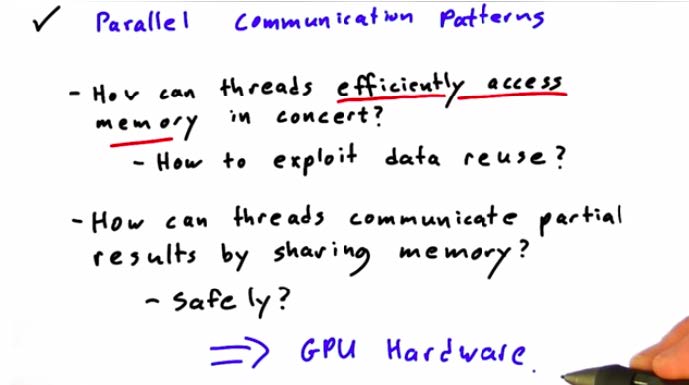 ✓ Parallel Communication Patterns
- How can threads efficiently access
memory in concert?
- How to exploit data reuse?
- How can threads communicate partial
results by sharing memory?
- Safely?
⇒ GPU Hardware.